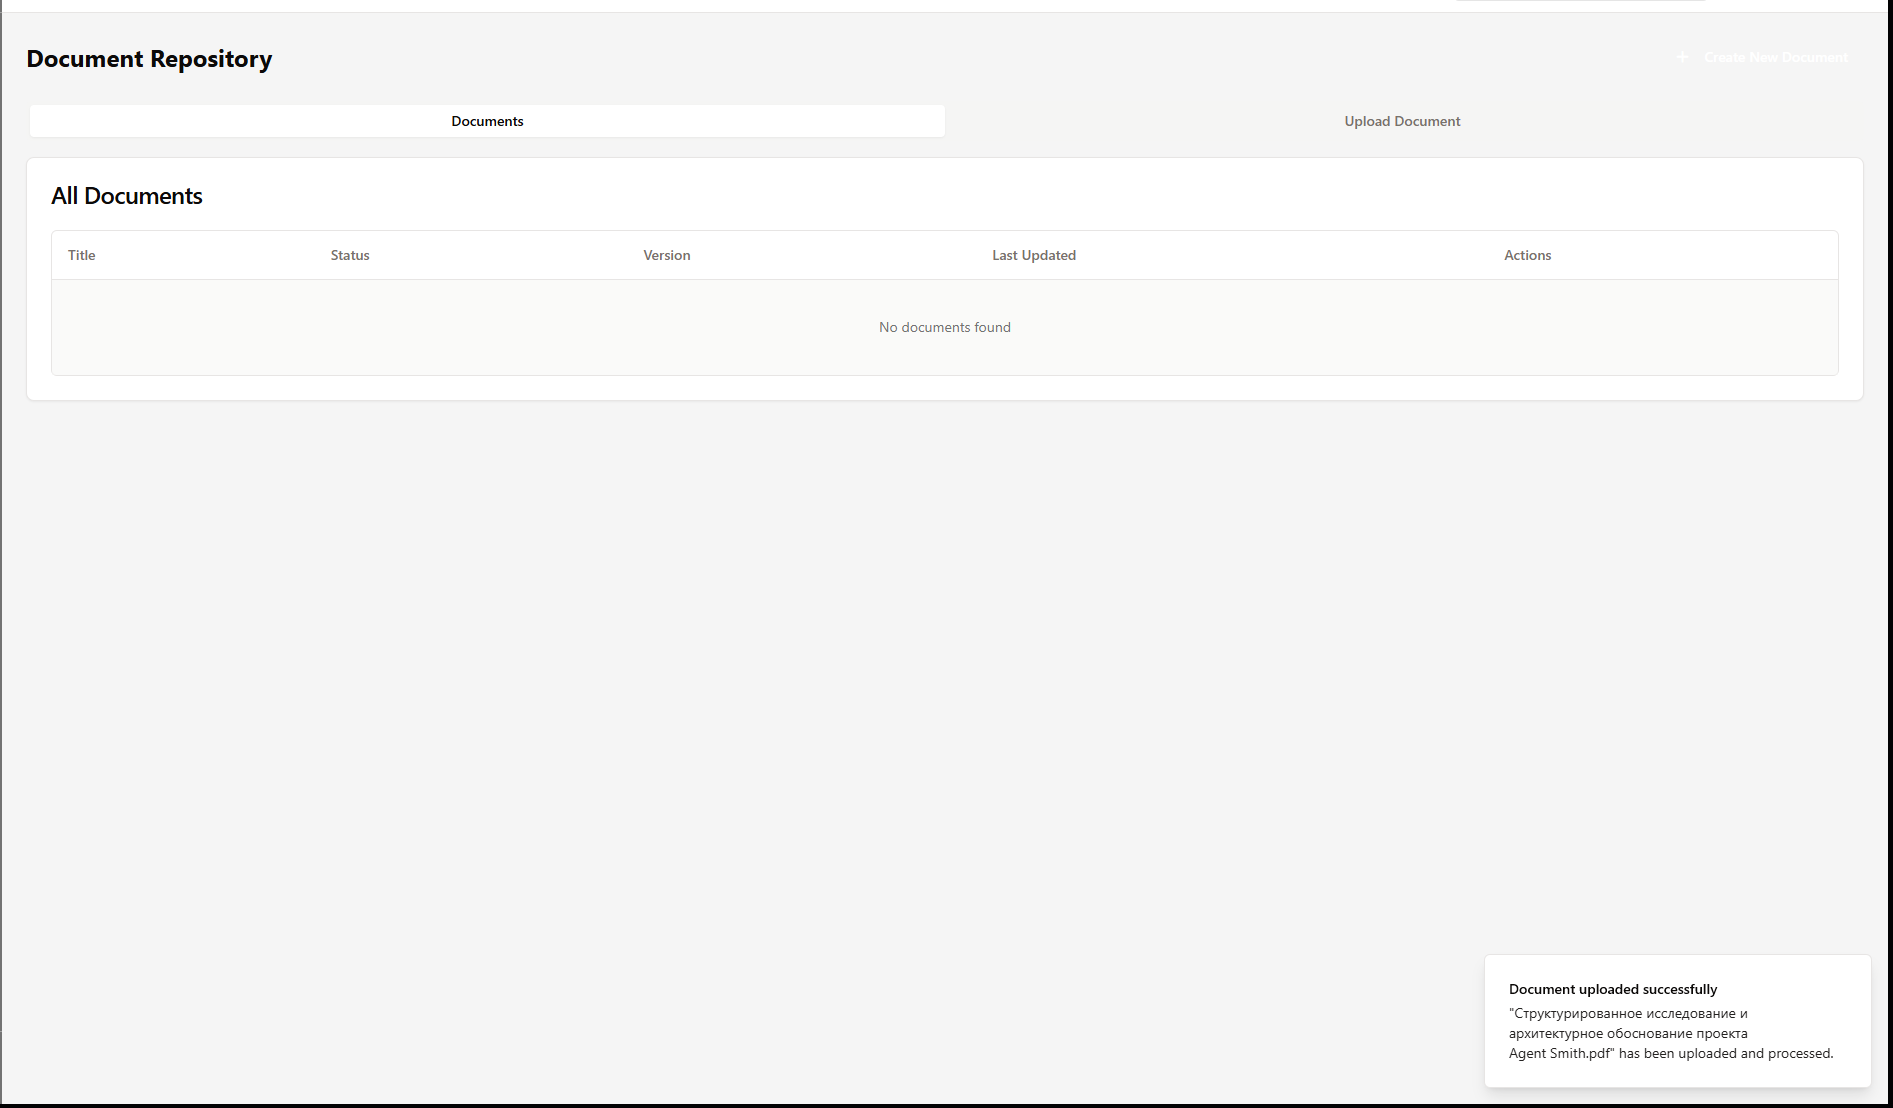 Document Repository
Create New Document
Documents
Upload Document
All Documents
Title Status Version Last Updated Actions
No documents found
Document uploaded successfully
"Структурированное исследование и
архитектурное обоснование проекта
Agent Smith.pdf" has been uploaded and processed.